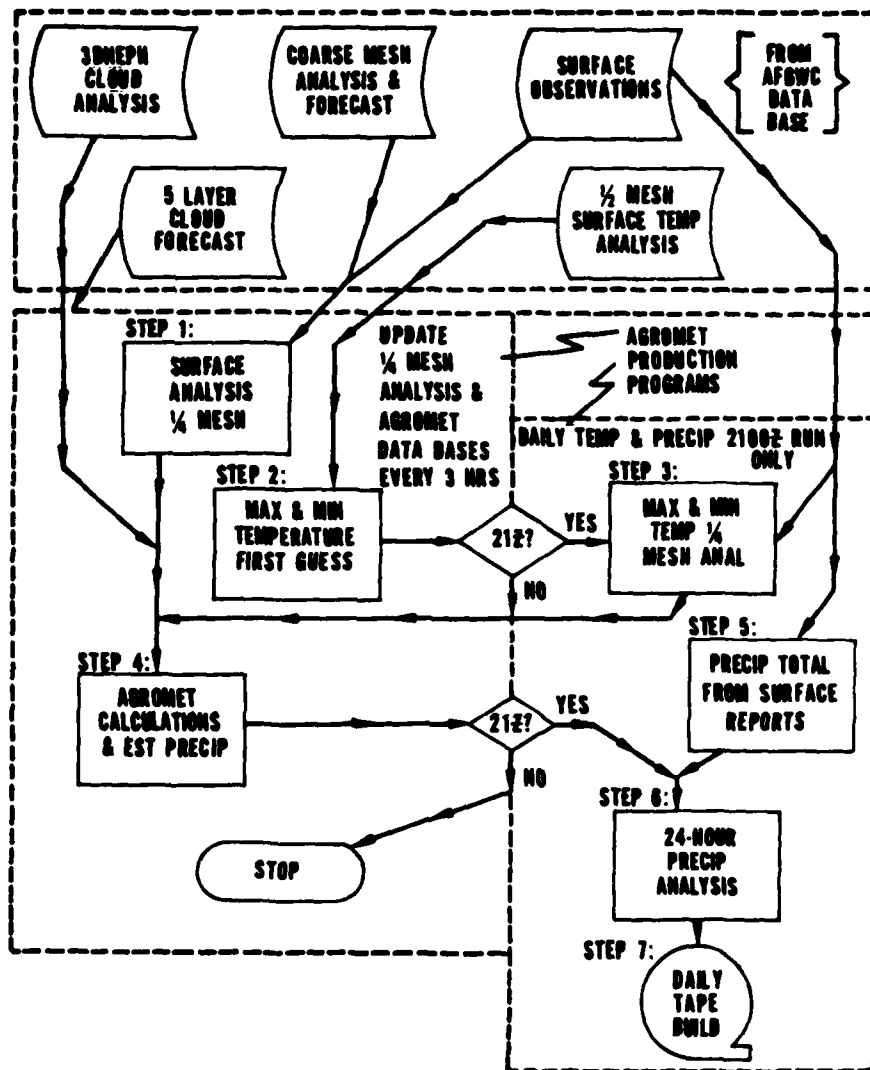 3DNEPH
CLOUD
ANALYSIS
COARSE MESH
ANALYSIS &
FORECAST
SURFACE
OBSERVATIONS
FROM
AFGWC
DATA
BASE
5 LAYER
CLOUD
FORECAST
½ MESH
SURFACE TEMP
ANALYSIS
STEP 1:
SURFACE
ANALYSIS
¼ MESH
UPDATE
¼ MESH
ANALYSIS &
AGROMET
DATA BASES
EVERY 3 HRS
AGROMET
PRODUCTION
PROGRAMS
DAILY TEMP & PRECIP 2100Z RUN
ONLY
STEP 2:
MAX & MIN
TEMPERATURE
FIRST GUESS
21Z?
YES
NO
STEP 3:
MAX & MIN
TEMP ¼
MESH ANAL
STEP 4:
AGROMET
CALCULATIONS
& EST PRECIP
21Z?
YES
NO
STEP 5:
PRECIP TOTAL
FROM SURFACE
REPORTS
STOP
STEP 6:
24-HOUR
PRECIP
ANALYSIS
STEP 7:
DAILY
TAPE
BUILD